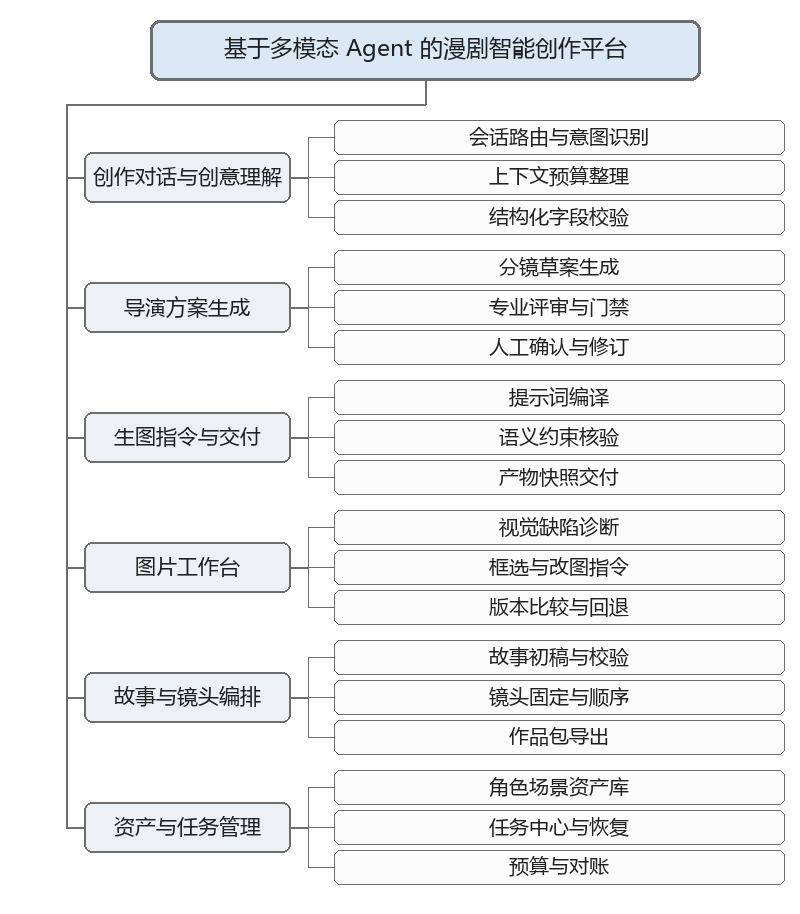 基于多模态 Agent 的漫剧智能创作平台
创作对话与创意理解
会话路由与意图识别
上下文预算整理
结构化字段校验
导演方案生成
分镜草案生成
专业评审与门禁
人工确认与修订
生图指令与交付
提示词编译
语义约束核验
产物快照交付
图片工作台
视觉缺陷诊断
框选与改图指令
版本比较与回退
故事与镜头编排
故事初稿与校验
镜头固定与顺序
作品包导出
资产与任务管理
角色场景资产库
任务中心与恢复
预算与对账